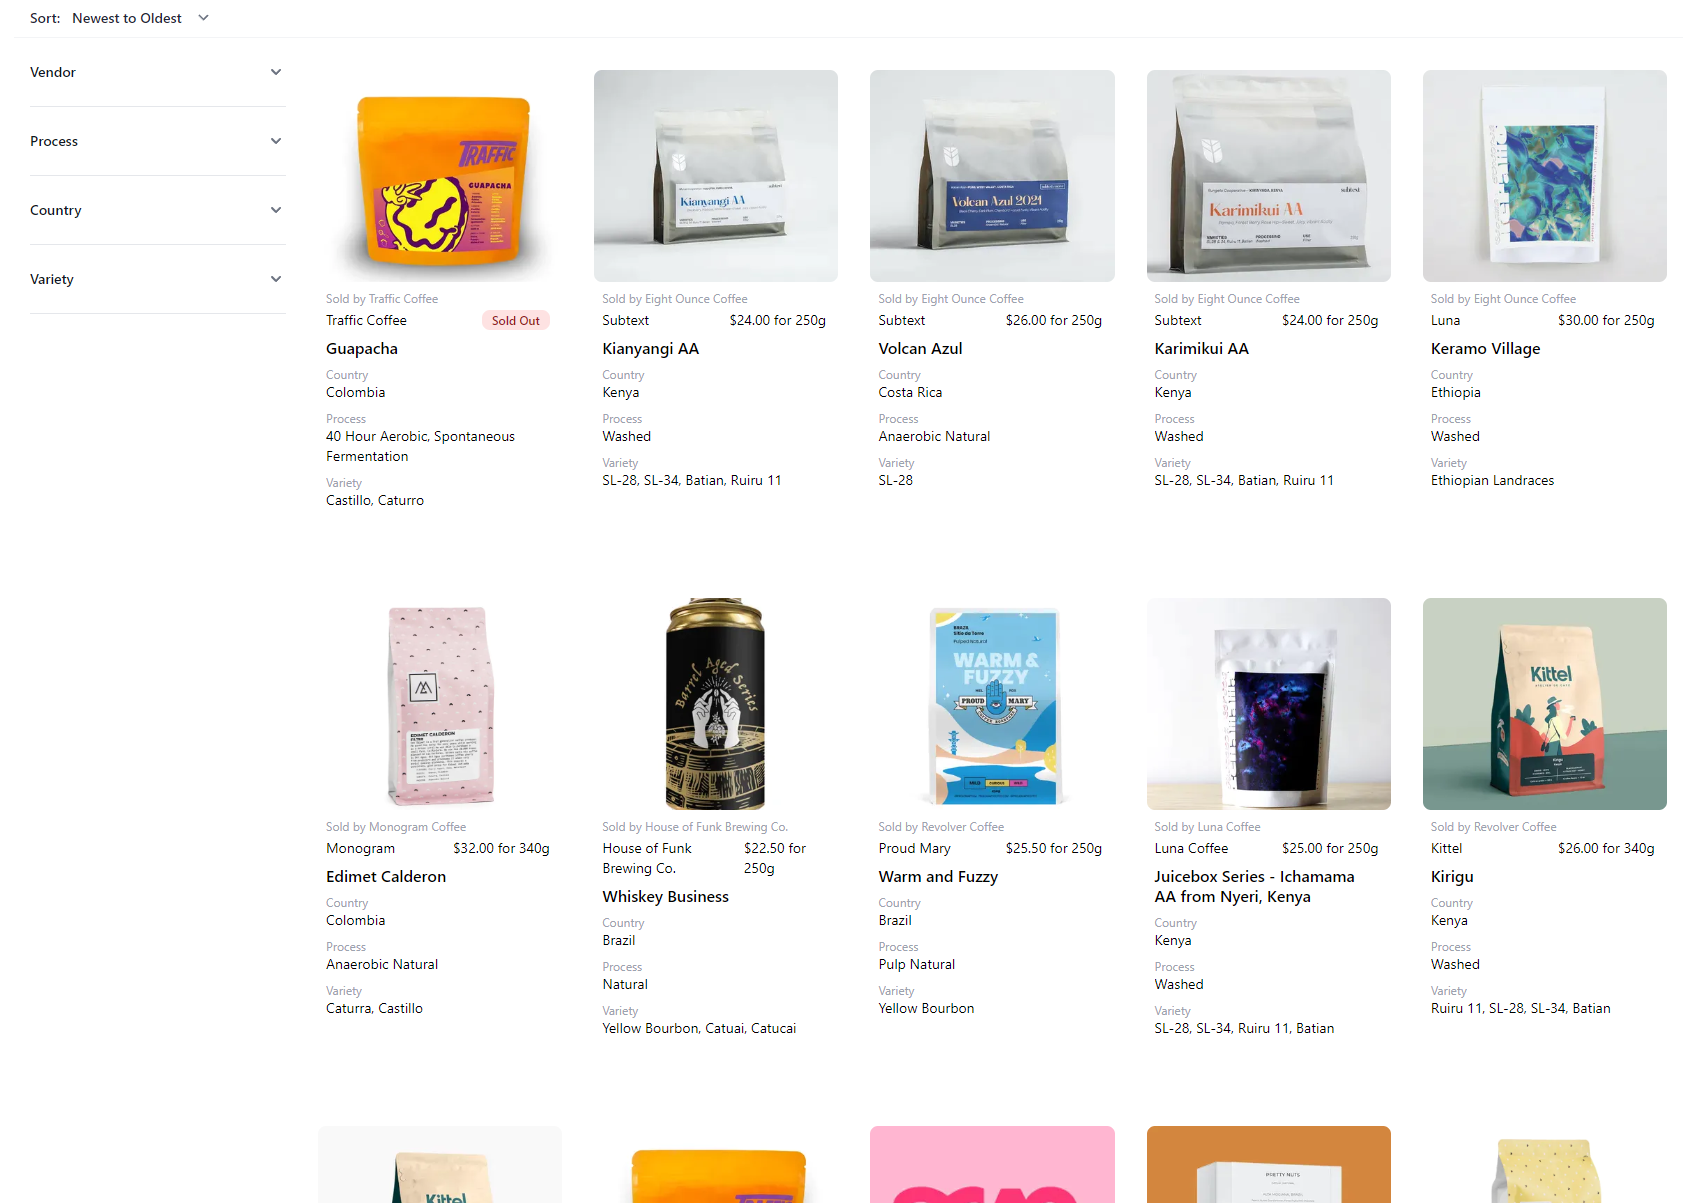 Sort: Newest to Oldest
Vendor
Process
Country
Variety
TRAFFIC
GUAPACHA
Sold by Traffic Coffee
Traffic Coffee
Sold Out
Guapacha
Country
Colombia
Process
40 Hour Aerobic, Spontaneous
Fermentation
Variety
Castillo, Caturro
subtext
Kianyangi AA
Sold by Eight Ounce Coffee
Subtext
$24.00 for 250g
Kianyangi AA
Country
Kenya
Process
Washed
Variety
SL-28, SL-34, Batian, Ruiru 11
Volcan Azul 2021
Sold by Eight Ounce Coffee
Subtext
$26.00 for 250g
Volcan Azul
Country
Costa Rica
Process
Anaerobic Natural
Variety
SL-28
subtext
Karimikui AA
Sold by Eight Ounce Coffee
Subtext
$24.00 for 250g
Karimikui AA
Country
Kenya
Process
Washed
Variety
SL-28, SL-34, Batian, Ruiru 11
Sold by Eight Ounce Coffee
Luna
$30.00 for 250g
Keramo Village
Country
Ethiopia
Process
Washed
Variety
Ethiopian Landraces
EDIMET CALDERON
FILTER
Sold by Monogram Coffee
Monogram
$32.00 for 340g
Edimet Calderon
Country
Colombia
Process
Anaerobic Natural
Variety
Caturra, Castillo
Barrel Aged Series
Sold by House of Funk Brewing Co.
House of Funk
Brewing Co.
$22.50 for
250g
Whiskey Business
Country
Brazil
Process
Natural
Variety
Yellow Bourbon, Catuai, Catucai
BRAZIL
Sitio da Torre
Pulped Natural
WARM &
FUZZY
PROUD MARY
Sold by Revolver Coffee
Proud Mary
$25.50 for 250g
Warm and Fuzzy
Country
Brazil
Process
Pulp Natural
Variety
Yellow Bourbon
Sold by Luna Coffee
Luna Coffee
$25.00 for 250g
Juicebox Series - Ichamama
AA from Nyeri, Kenya
Country
Kenya
Process
Washed
Variety
SL-28, SL-34, Ruiru 11, Batian
Kittel
Kirigu
Sold by Revolver Coffee
Kittel
$26.00 for 340g
Kirigu
Country
Kenya
Process
Washed
Variety
Ruiru 11, SL-28, SL-34, Batian
Kittel
TRAFFIC
PRETTY NUTS